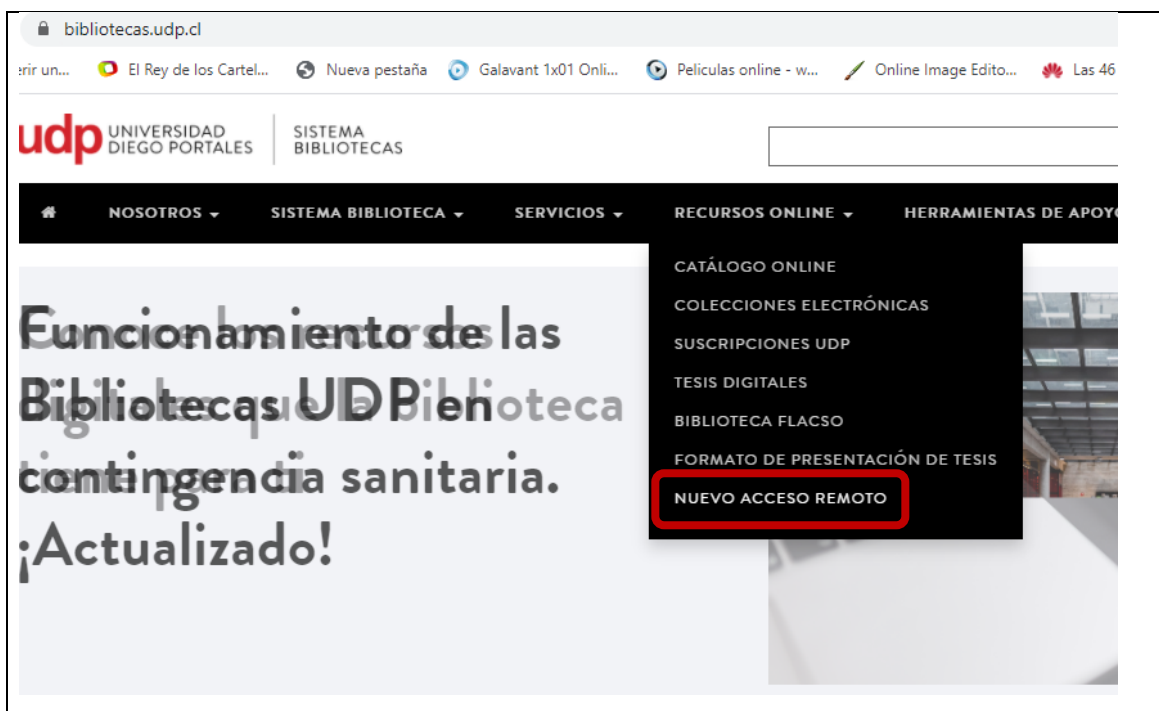 bibliotecas.udp.cl
erir un... El Rey de los Cartel... Nueva pestaña Galavant 1x01 Onli... Peliculas online - w... Online Image Edito... Las 46
udp UNIVERSIDAD DIEGO PORTALES SISTEMA BIBLIOTECAS
NOSOTROS SISTEMA BIBLIOTECA SERVICIOS RECURSOS ONLINE HERRAMIENTAS DE APOYO
CATÁLOGO ONLINE
COLECCIONES ELECTRÓNICAS
SUSCRIPCIONES UDP
TESIS DIGITALES
BIBLIOTECA FLACSO
FORMATO DE PRESENTACIÓN DE TESIS
NUEVO ACCESO REMOTO
Funcionamiento de las
Bibliotecas UDP en
contingencia sanitaria.
¡Actualizado!